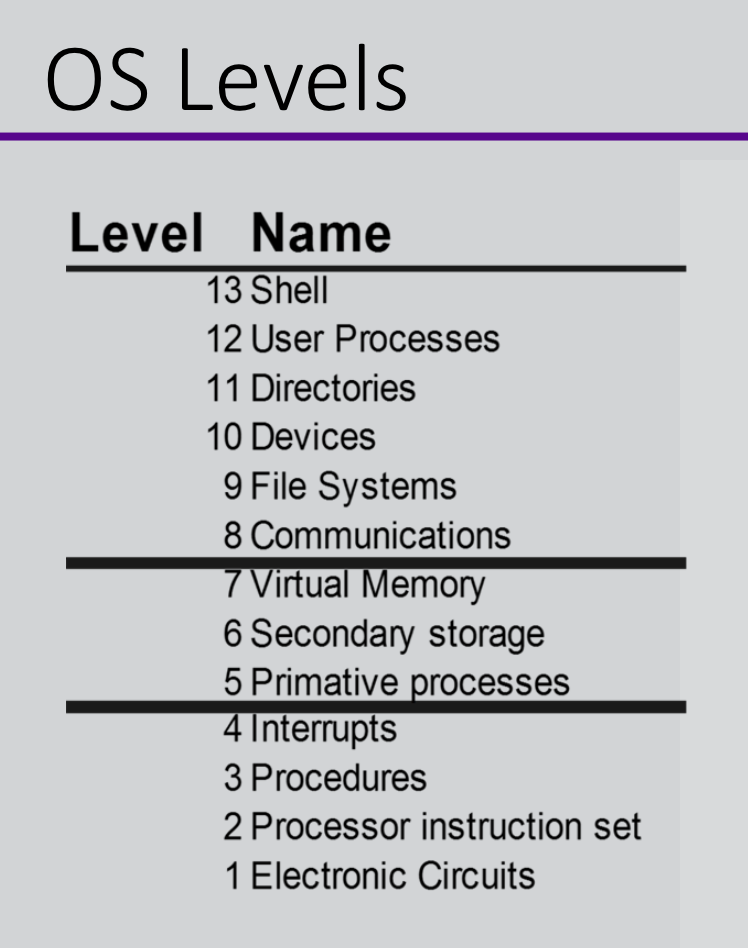 OS Levels
Level Name
13 Shell
12 User Processes
11 Directories
10 Devices
9 File Systems
8 Communications
7 Virtual Memory
6 Secondary storage
5 Primative processes
4 Interrupts
3 Procedures
2 Processor instruction set
1 Electronic Circuits